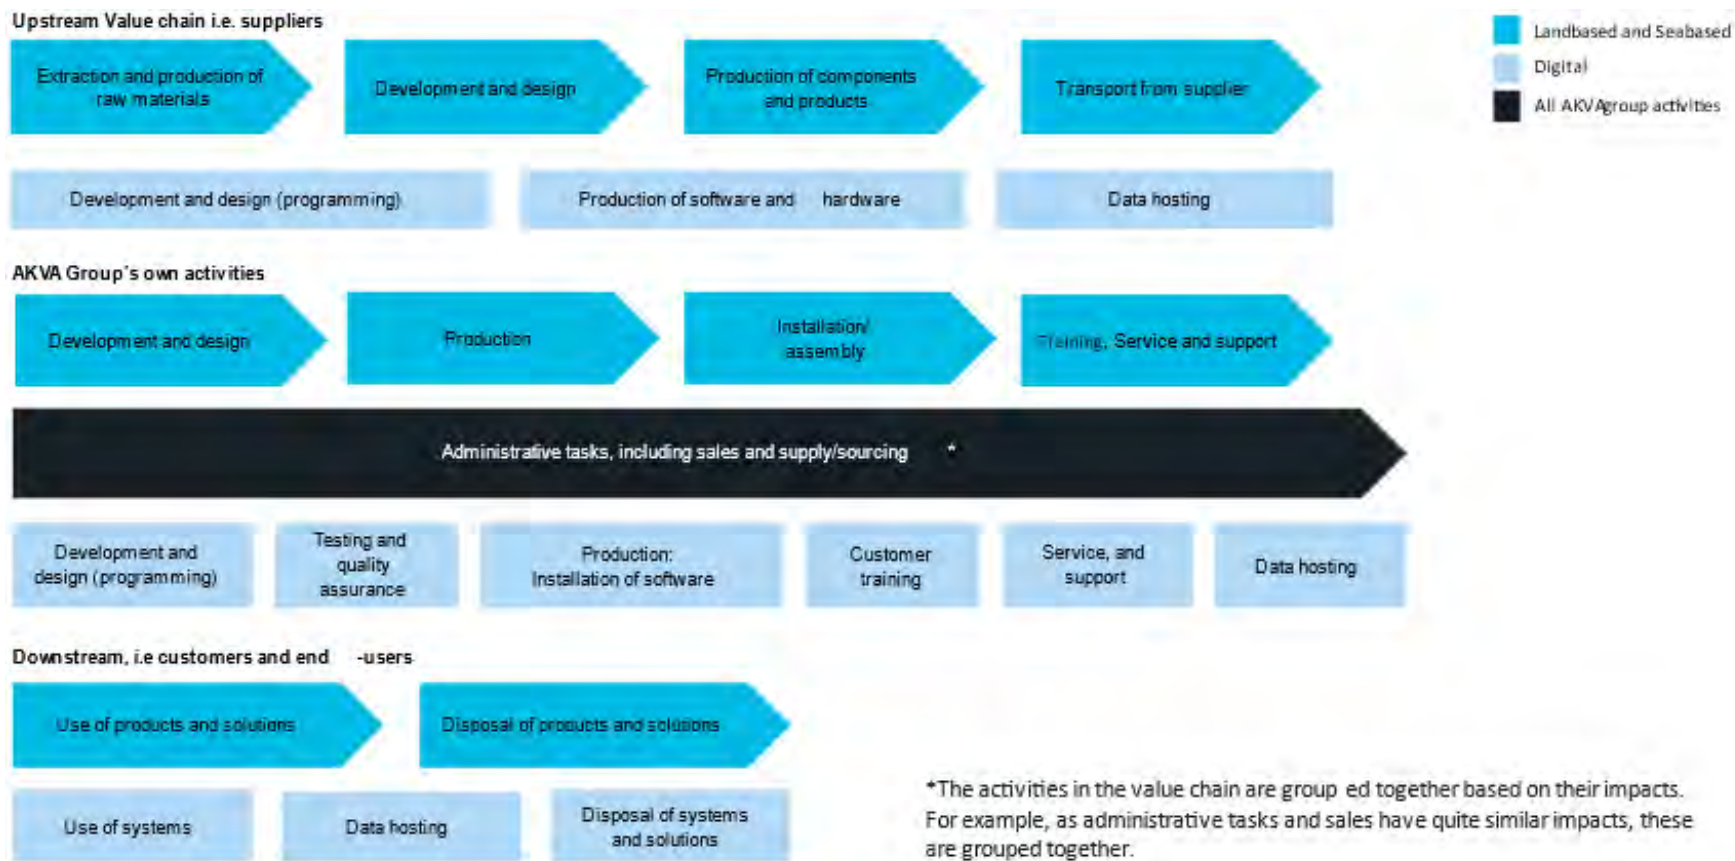 Upstream Value chain i.e. suppliers
Landbased and Seabased
Digital
All AKVAgroup activities
Extraction and production of
raw materials
Development and design
Production of components
and products
Transport from supplier
Development and design (programming)
Production of software and hardware
Data hosting
AKVA Group's own activities
Development and design
Production
Installation/
assembly
Training, Service and support
Administrative tasks, including sales and supply/sourcing *
Development and
design (programming)
Testing and
quality
assurance
Production:
Installation of software
Customer
training
Service, and
support
Data hosting
Downstream, i.e customers and end -users
Use of products and solutions
Disposal of products and solutions
Use of systems
Data hosting
Disposal of systems
and solutions
*The activities in the value chain are group ed together based on their impacts.
For example, as administrative tasks and sales have quite similar impacts, these
are grouped together.